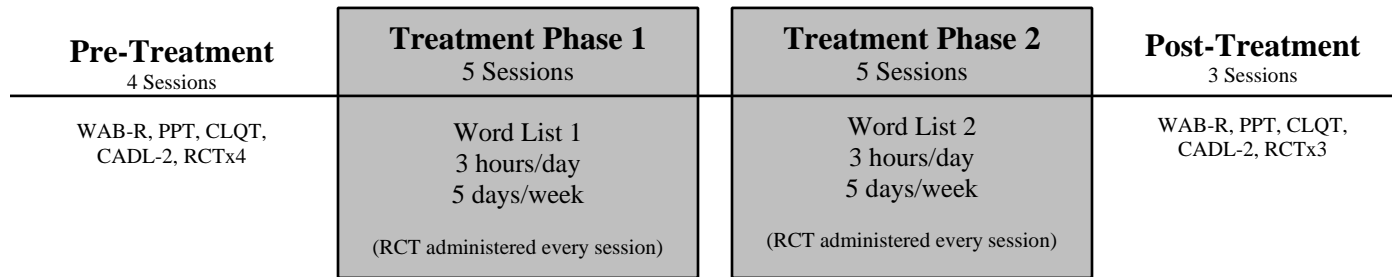 Pre-Treatment
4 Sessions
WAB-R, PPT, CLQT,
CADL-2, RCTx4
Treatment Phase 1
5 Sessions
Word List 1
3 hours/day
5 days/week
(RCT administered every session)
Treatment Phase 2
5 Sessions
Word List 2
3 hours/day
5 days/week
(RCT administered every session)
Post-Treatment
3 Sessions
WAB-R, PPT, CLQT,
CADL-2, RCTx3